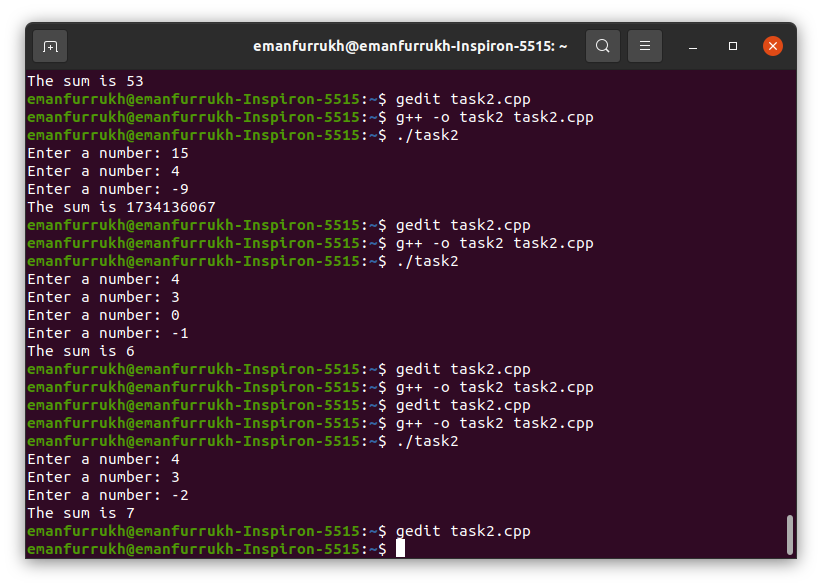 emanfurrukh@emanfurrukh-Inspiron-5515: ~
The sum is 53
emanfurrukh@emanfurrukh-Inspiron-5515:~$ gedit task2.cpp
emanfurrukh@emanfurrukh-Inspiron-5515:~$ g++ -o task2 task2.cpp
emanfurrukh@emanfurrukh-Inspiron-5515:~$ ./task2
Enter a number: 15
Enter a number: 4
Enter a number: -9
The sum is 1734136067
emanfurrukh@emanfurrukh-Inspiron-5515:~$ gedit task2.cpp
emanfurrukh@emanfurrukh-Inspiron-5515:~$ g++ -o task2 task2.cpp
emanfurrukh@emanfurrukh-Inspiron-5515:~$ ./task2
Enter a number: 4
Enter a number: 3
Enter a number: 0
Enter a number: -1
The sum is 6
emanfurrukh@emanfurrukh-Inspiron-5515:~$ gedit task2.cpp
emanfurrukh@emanfurrukh-Inspiron-5515:~$ g++ -o task2 task2.cpp
emanfurrukh@emanfurrukh-Inspiron-5515:~$ gedit task2.cpp
emanfurrukh@emanfurrukh-Inspiron-5515:~$ g++ -o task2 task2.cpp
emanfurrukh@emanfurrukh-Inspiron-5515:~$ ./task2
Enter a number: 4
Enter a number: 3
Enter a number: -2
The sum is 7
emanfurrukh@emanfurrukh-Inspiron-5515:~$ gedit task2.cpp
emanfurrukh@emanfurrukh-Inspiron-5515:~$